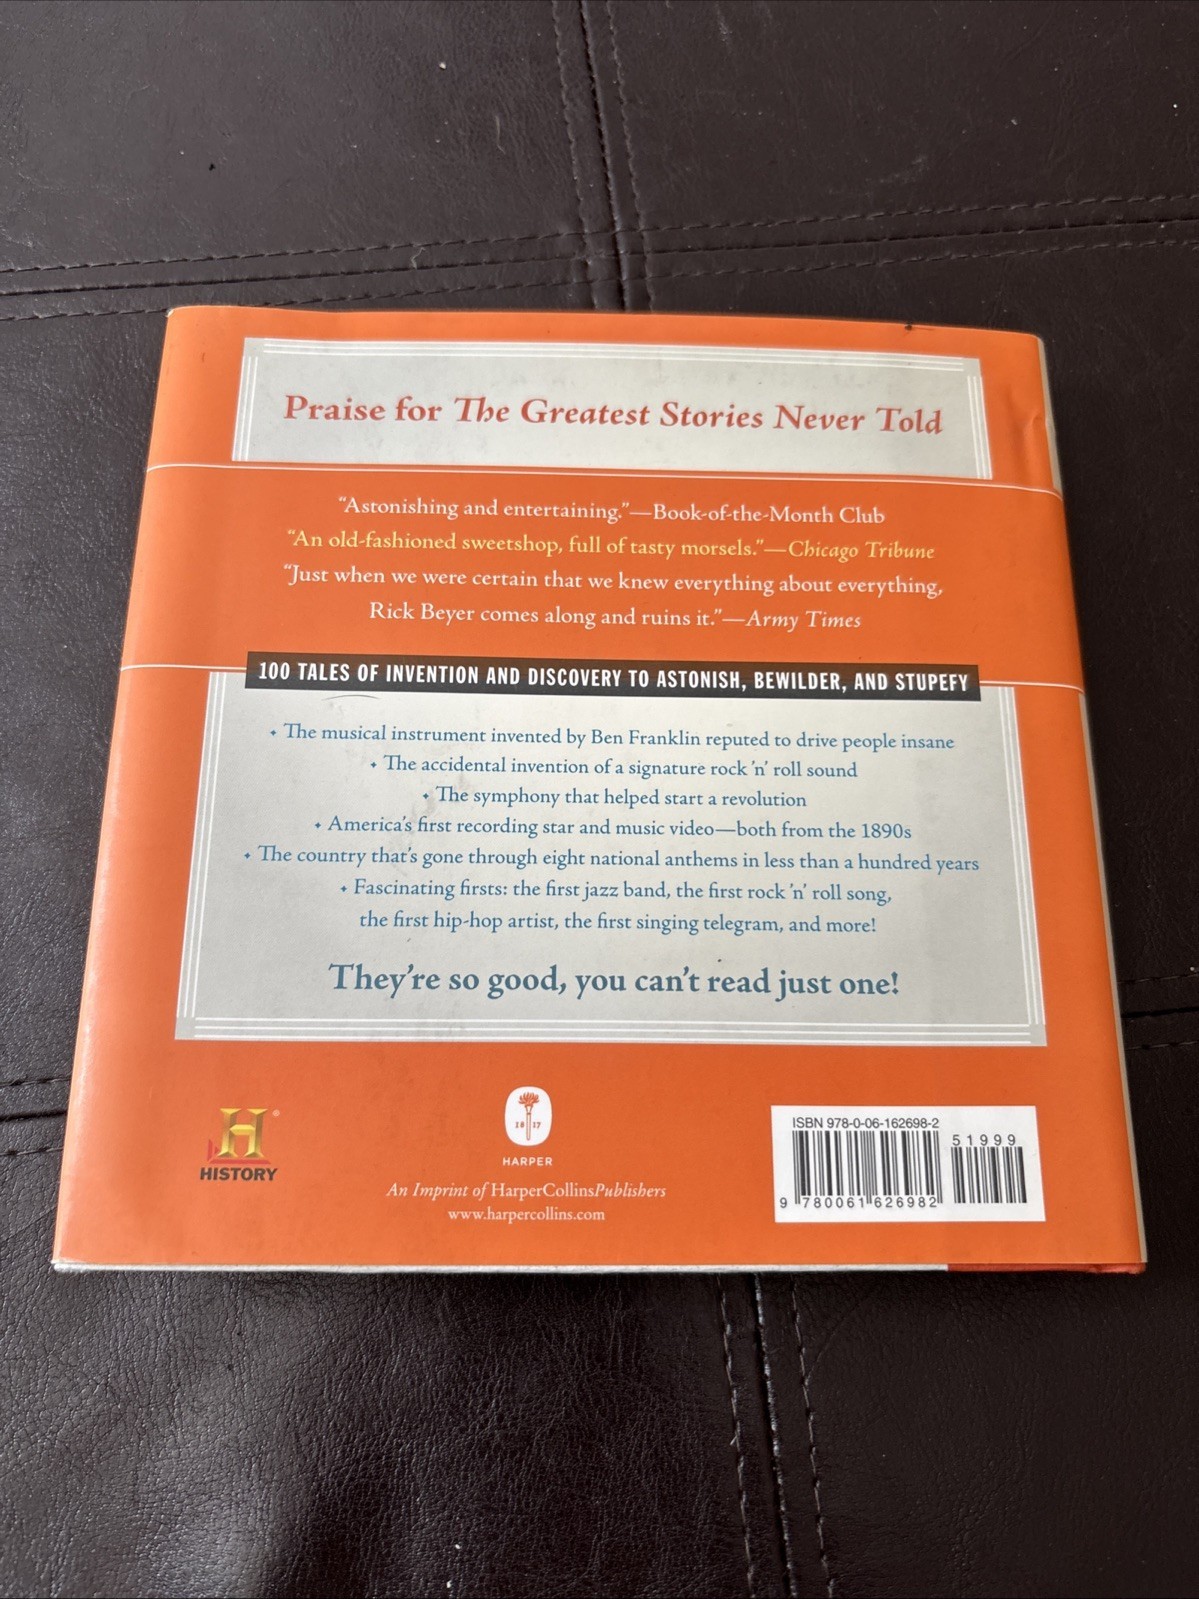 Praise for The Greatest Stories Never Told
“Astonishing and entertaining.”—Book-of-the-Month Club
“An old-fashioned sweetshop, full of tasty morsels.”—Chicago Tribune
“Just when we were certain that we knew everything about everything,
Rick Beyer comes along and ruins it.”—Army Times
100 TALES OF INVENTION AND DISCOVERY TO ASTONISH, BEWILDER, AND STUPEFY
• The musical instrument invented by Ben Franklin reputed to drive people insane
• The accidental invention of a signature rock ’n’ roll sound
• The symphony that helped start a revolution
• America’s first recording star and music video—both from the 1890s
• The country that’s gone through eight national anthems in less than a hundred years
• Fascinating firsts: the first jazz band, the first rock ’n’ roll song,
the first hip-hop artist, the first singing telegram, and more!
They’re so good, you can’t read just one!
H®
HISTORY
18 17
HARPER
An Imprint of HarperCollinsPublishers
www.harpercollins.com
ISBN 978-0-06-162698-2
51999
9 780061 626982